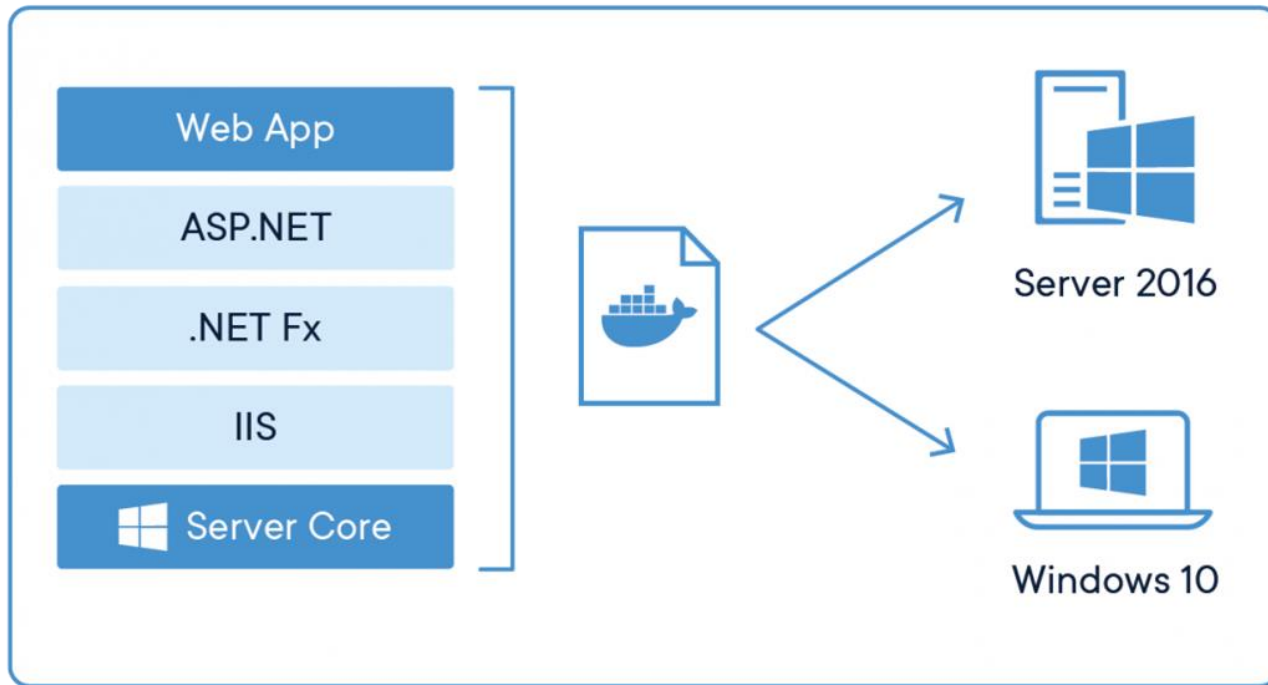 Web App
ASP.NET
.NET Fx
IIS
Server Core
Server 2016
Windows 10